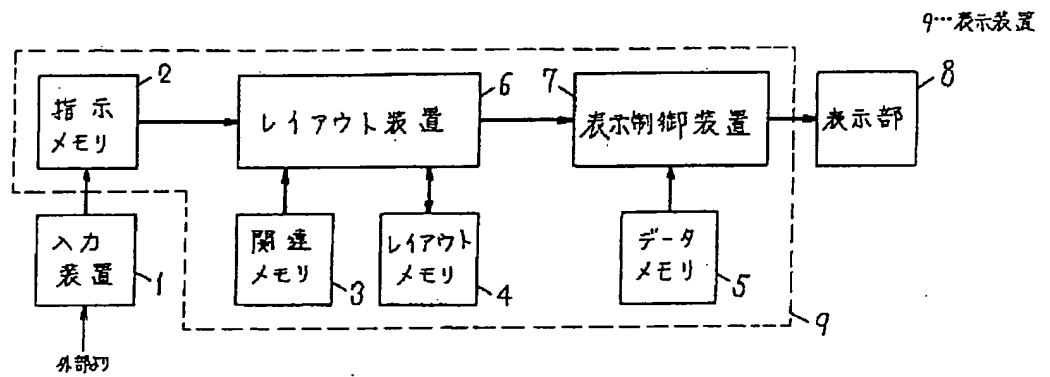 9…表示装置
2
指示
メモリ
6
レイアウト装置
7
表示制御装置
8
表示部
入力
装置
1
関連
メモリ
3
レイアウト
メモリ
4
データ
メモリ
5
9
外部より